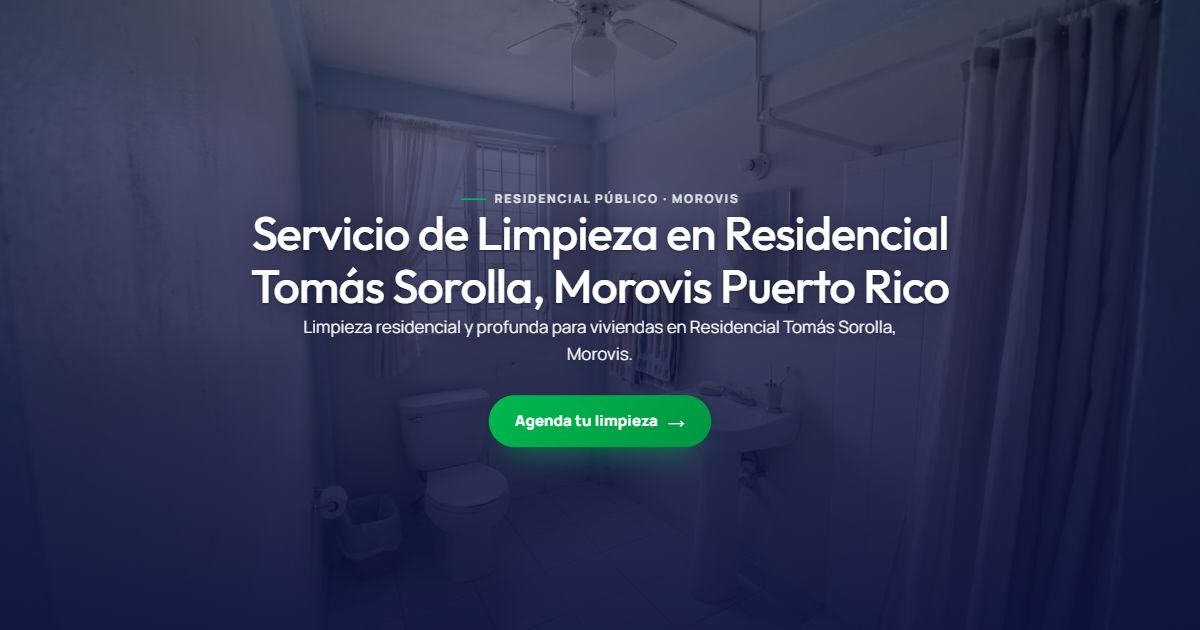 RESIDENCIAL PÚBLICO · MOROVIS
Servicio de Limpieza en Residencial
Tomás Sorolla, Morovis Puerto Rico
Limpieza residencial y profunda para viviendas en Residencial Tomás Sorolla,
Morovis.
Agenda tu limpieza →